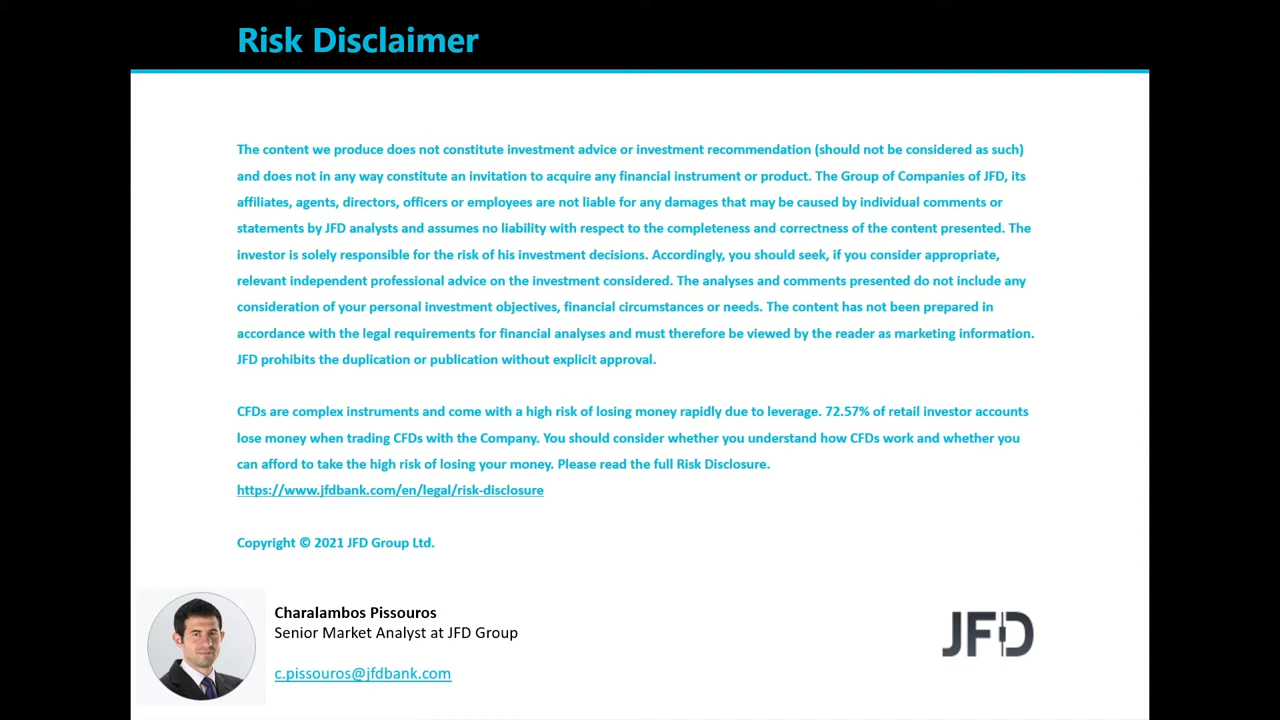 Risk Disclaimer
The content we produce does not constitute investment advice or investment recommendation (should not be considered as such)
and does not in any way constitute an invitation to acquire any financial instrument or product. The Group of Companies of JFD, its
affiliates, agents, directors, officers or employees are not liable for any damages that may be caused by individual comments or
statements by JFD analysts and assumes no liability with respect to the completeness and correctness of the content presented. The
investor is solely responsible for the risk of his investment decisions. Accordingly, you should seek, if you consider appropriate,
relevant independent professional advice on the investment considered. The analyses and comments presented do not include any
consideration of your personal investment objectives, financial circumstances or needs. The content has not been prepared in
accordance with the legal requirements for financial analyses and must therefore be viewed by the reader as marketing information.
JFD prohibits the duplication or publication without explicit approval.
CFDs are complex instruments and come with a high risk of losing money rapidly due to leverage. 72.57% of retail investor accounts
lose money when trading CFDs with the Company. You should consider whether you understand how CFDs work and whether you
can afford to take the high risk of losing your money. Please read the full Risk Disclosure.
https://www.jfdbank.com/en/legal/risk-disclosure
Copyright © 2021 JFD Group Ltd.
Charalambos Pissouros
Senior Market Analyst at JFD Group
c.pissouros@jfdbank.com
JFD